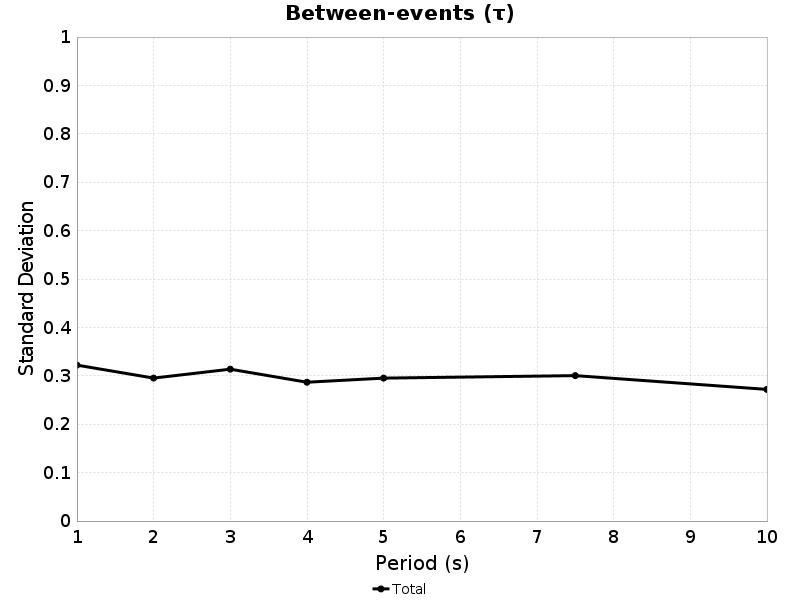 Between-events (τ)
1
0.9
0.8
0.7
0.6
0.5
0.4
0.3
0.2
0.1
0
Standard Deviation
1 2 3 4 5 6 7 8 9 10
Period (s)
Total